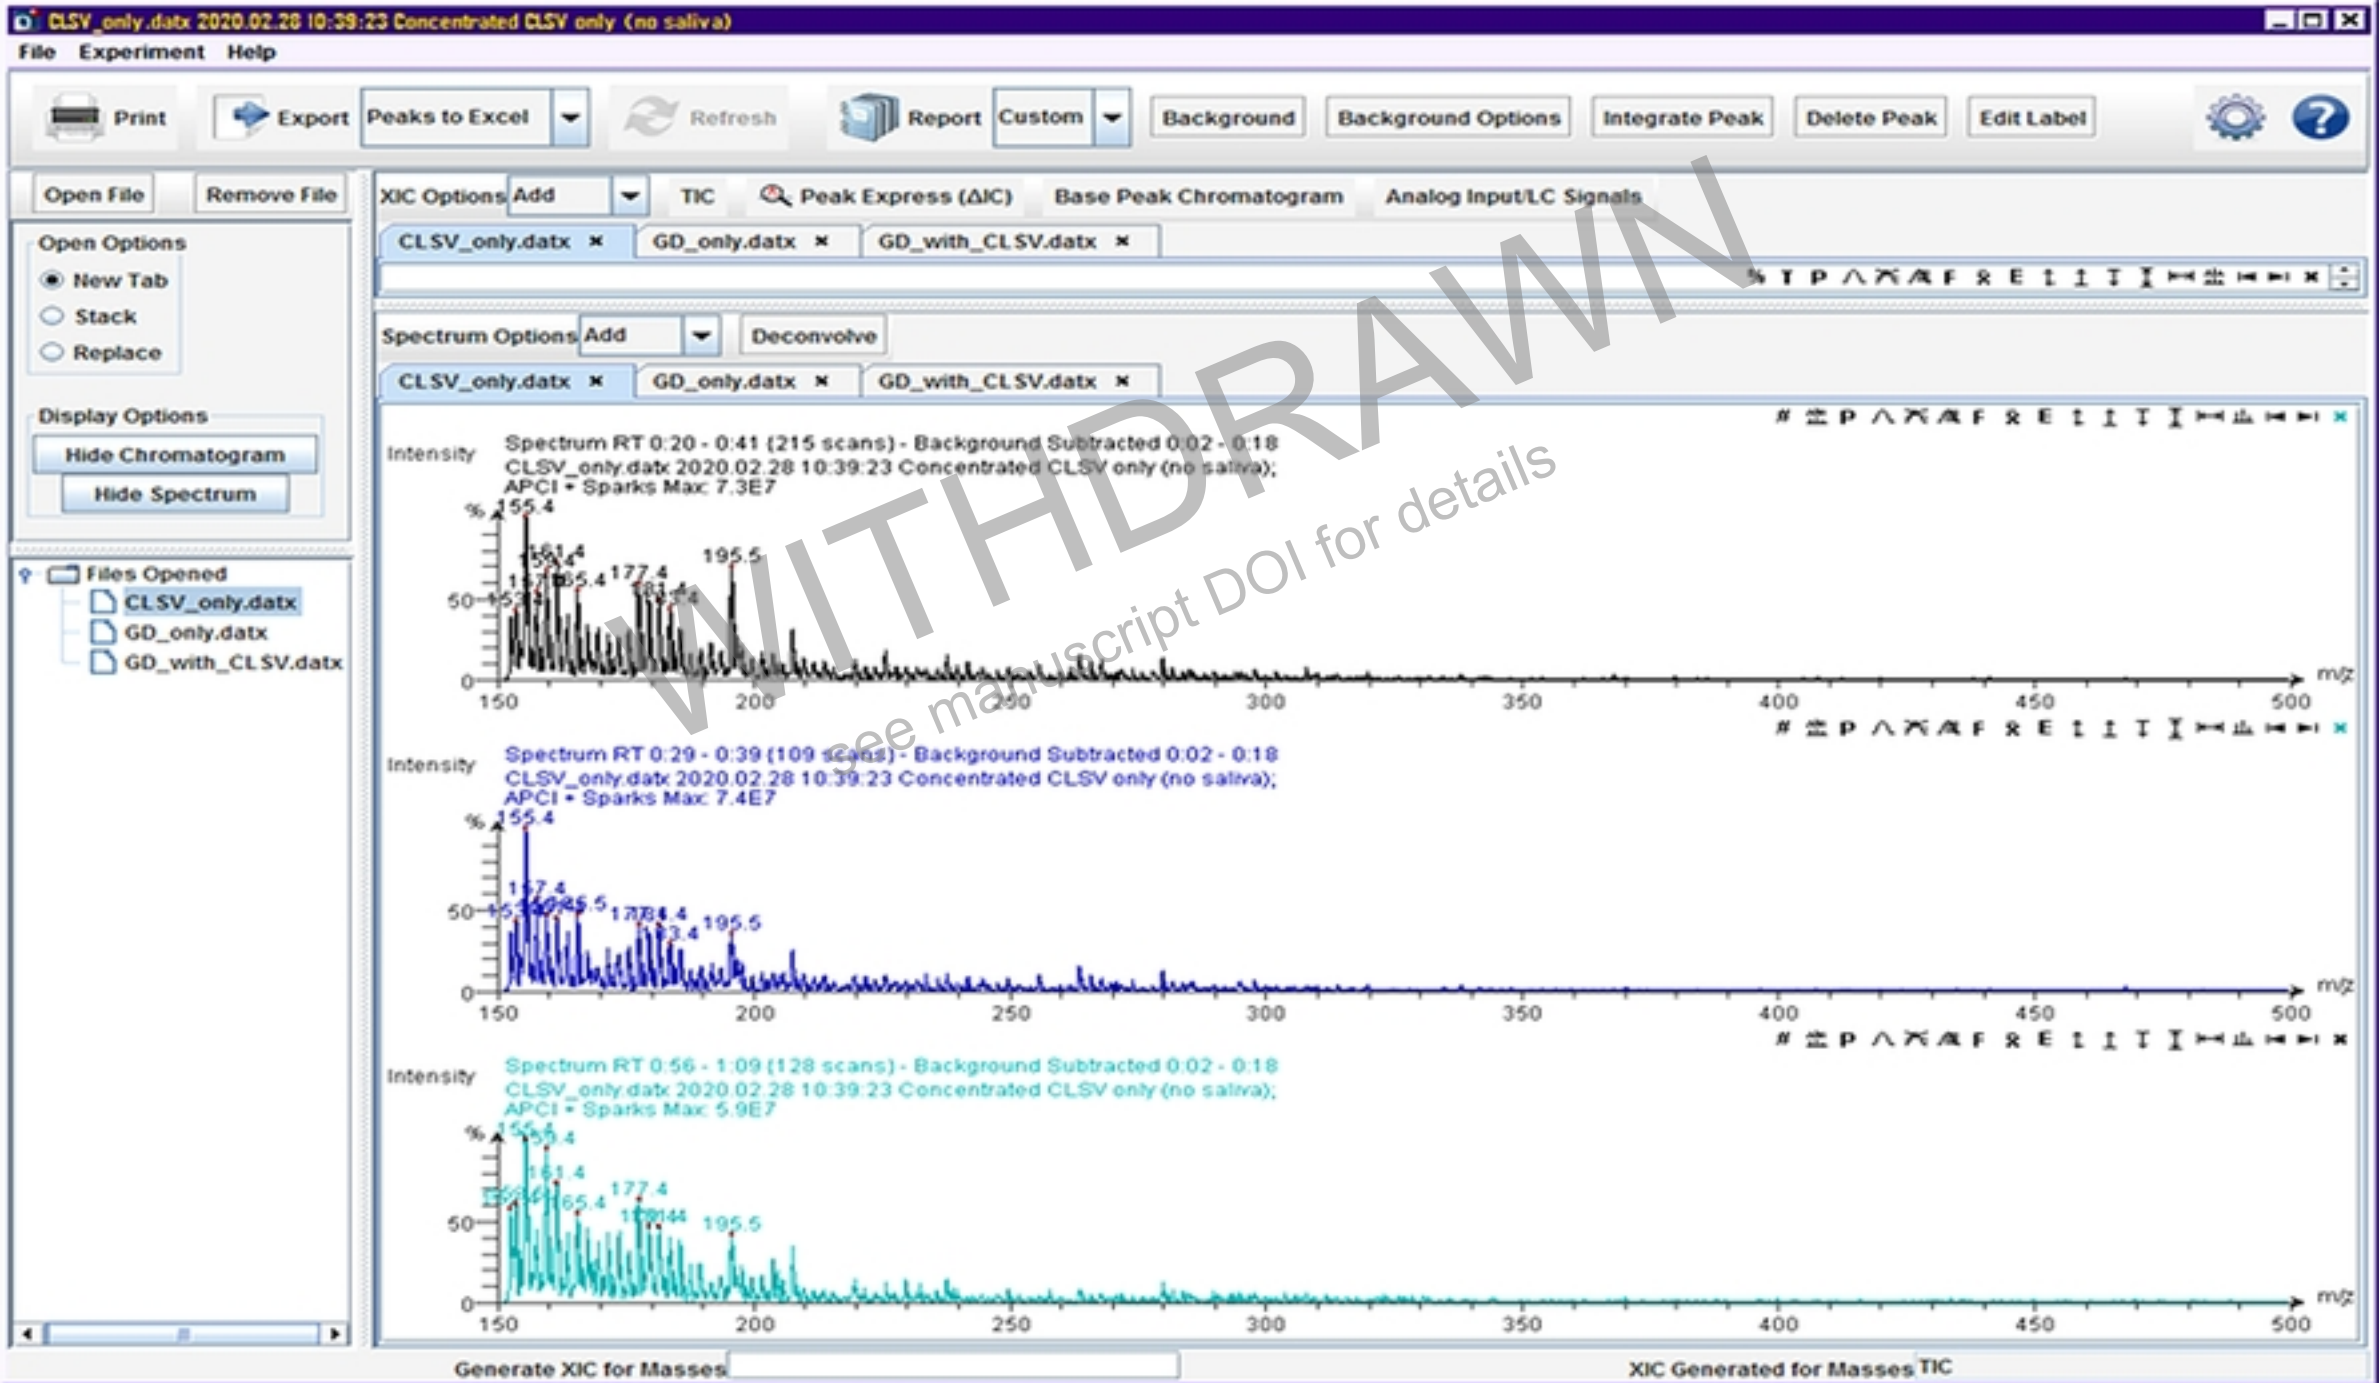 CLSV_only.datx 2020.02.28 10:39:23 Concentrated CLSV only (no saliva)
File Experiment Help
Print Export Peaks to Excel Refresh Report Custom Background Background Options Integrate Peak Delete Peak Edit Label
Open File Remove File
XIC Options Add TIC Peak Express (ΔIC) Base Peak Chromatogram Analog Input/LC Signals
Open Options
New Tab
Stack
Replace
Display Options
Hide Chromatogram
Hide Spectrum
Files Opened
CLSV_only.datx
GD_only.datx
GD_with_CLSV.datx
CLSV_only.datx GD_only.datx GD_with_CLSV.datx
Spectrum Options Add Deconvolve
CLSV_only.datx GD_only.datx GD_with_CLSV.datx
Intensity
Spectrum RT 0:20 - 0:41 (215 scans) - Background Subtracted 0:02 - 0:18
CLSV_only.datx 2020.02.28 10:39:23 Concentrated CLSV only (no saliva);
APCI + Sparks Max: 7.3E7
% 155.4
161.4
177.4 195.5
50
0
150 200 250 300 350 400 450 500 m/z
Intensity
Spectrum RT 0:29 - 0:39 (109 scans) - Background Subtracted 0:02 - 0:18
CLSV_only.datx 2020.02.28 10:39:23 Concentrated CLSV only (no saliva);
APCI + Sparks Max: 7.4E7
% 155.4
157.4
195.5
50
0
150 200 250 300 350 400 450 500 m/z
Intensity
Spectrum RT 0:56 - 1:09 (128 scans) - Background Subtracted 0:02 - 0:18
CLSV_only.datx 2020.02.28 10:39:23 Concentrated CLSV only (no saliva);
APCI + Sparks Max: 5.9E7
% 155.4
161.4
177.4
195.5
50
0
150 200 250 300 350 400 450 500 m/z
Generate XIC for Masses XIC Generated for Masses TIC
WITHDRAWN
see manuscript DOI for details